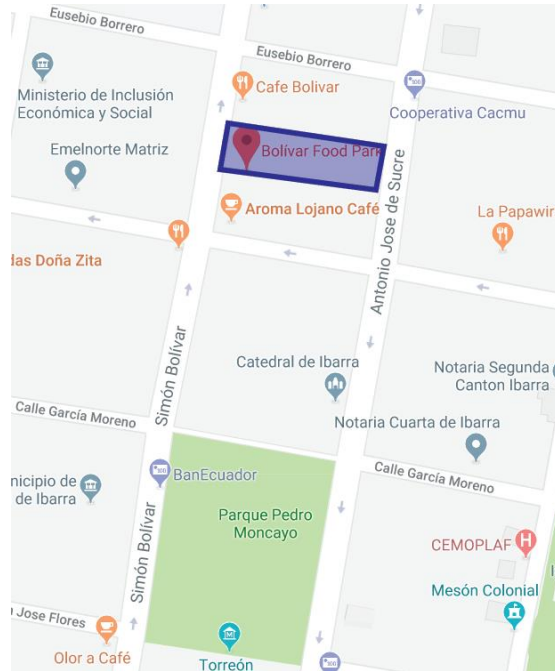 Eusebio Borrero
Eusebio Borrero
Cafe Bolivar
Ministerio de Inclusión
Económica y Social
Cooperativa Cacmu
Emelnorte Matriz
Bolívar Food Park
Antonio Jose de Sucre
Aroma Lojano Café
La Papawir
das Doña Zita
Simón Bolívar
Catedral de Ibarra
Notaria Segunda
Canton Ibarra
Calle García Moreno
Notaria Cuarta de Ibarra
nicipio de
de Ibarra
BanEcuador
Calle García Moreno
Parque Pedro
Moncayo
Simón Bolívar
CEMOPLAF
H
Mesón Colonial
Jose Flores
Olor a Café
Torreón